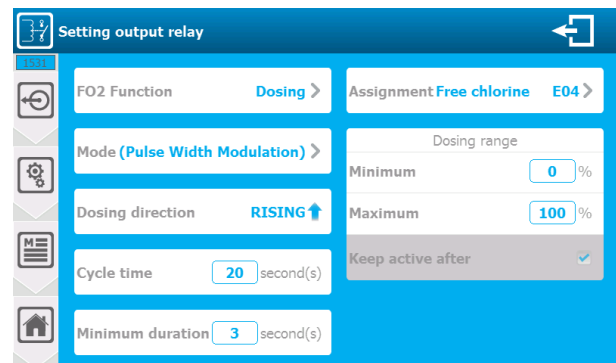 Setting output relay
1531
FO2 Function Dosing
Mode (Pulse Width Modulation)
Dosing direction RISING
Cycle time 20 second(s)
Minimum duration 3 second(s)
Assignment Free chlorine E04
Dosing range
Minimum 0 %
Maximum 100 %
Keep active after
M